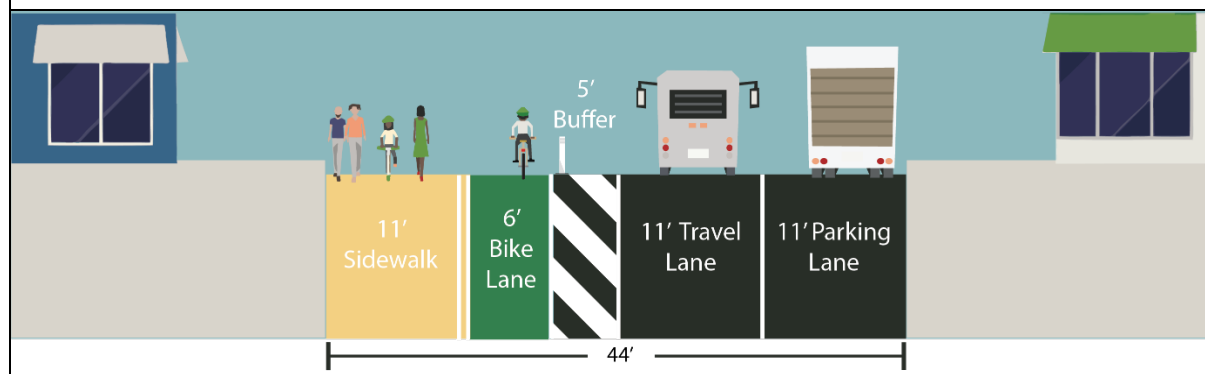 5’
Buffer
11’
Sidewalk
6’
Bike
Lane
11’ Travel
Lane
11’ Parking
Lane
44’